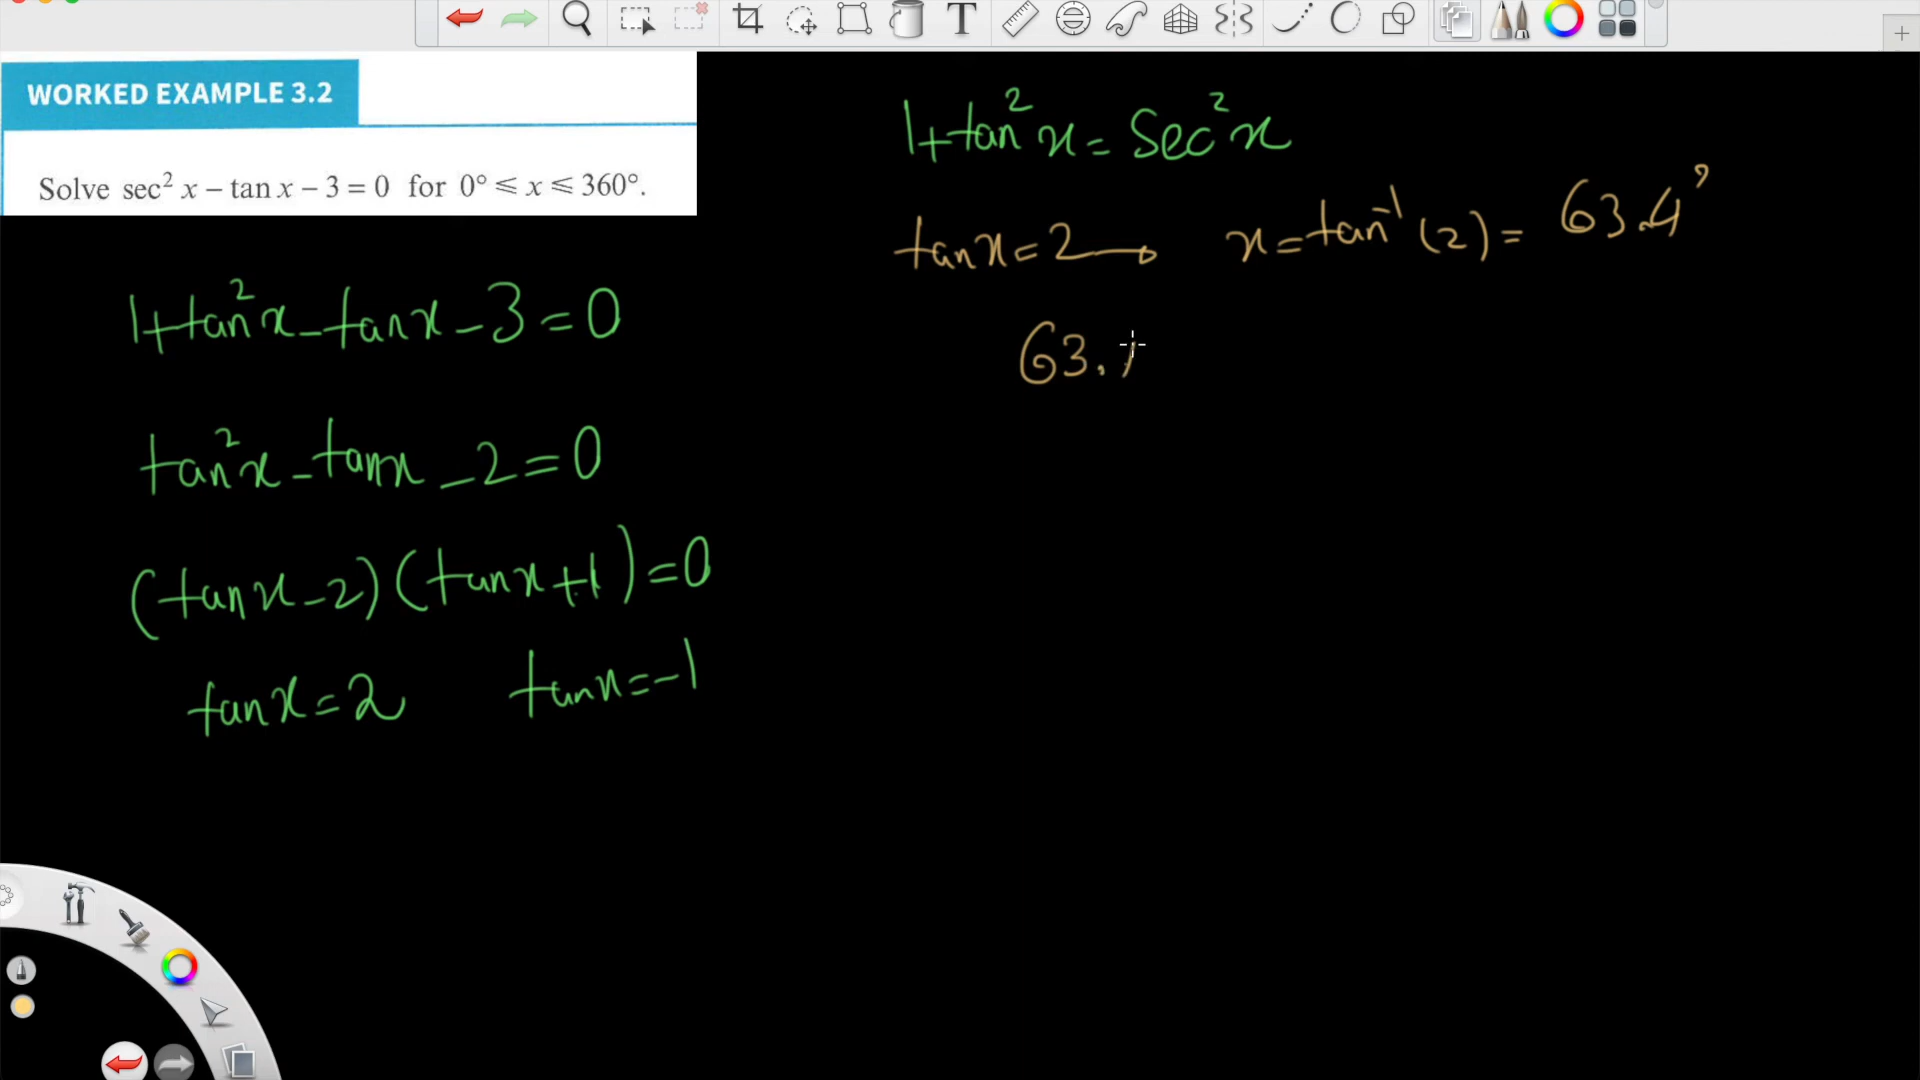 WORKED EXAMPLE 3.2
Solve sec² x − tan x − 3 = 0 for 0° ⩽ x ⩽ 360°.
1+tan²x-tanx-3=0
tan²x-tanx-2=0
(tanx-2)(tanx+1)=0
tanx=2 tanx=-1
1+tan²x=Sec²x
tanx=2→ x=tan⁻¹(2)= 63.4°
63.